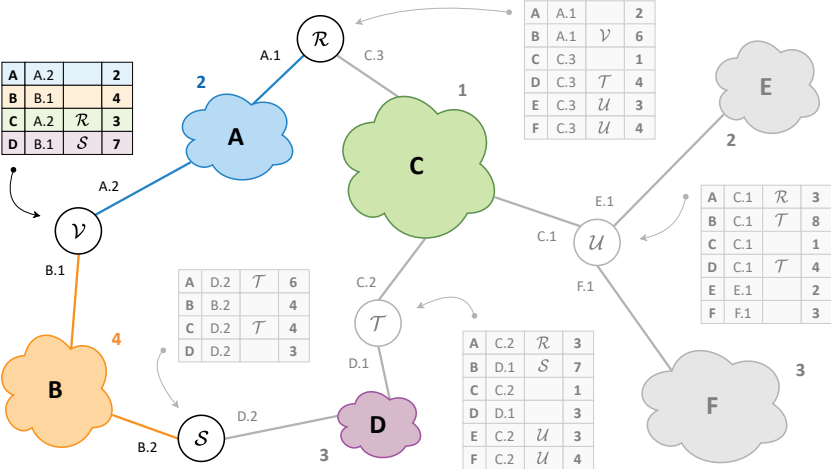 A A.1 2
B A.1 𝒱 6
C C.3 1
D C.3 𝒯 4
E C.3 𝒰 3
F C.3 𝒰 4
ℛ
A.1
C.3
A A.2 2
B B.1 4
C A.2 ℛ 3
D B.1 𝒮 7
2
A
1
C
E
2
A.2
𝒱
B.1
E.1
C.1
𝒰
F.1
A C.1 ℛ 3
B C.1 𝒯 8
C C.1 1
D C.1 𝒯 4
E E.1 2
F F.1 3
A D.2 𝒯 6
B B.2 4
C D.2 𝒯 4
D D.2 3
C.2
𝒯
D.1
4
B
A C.2 ℛ 3
B D.1 𝒮 7
C C.2 1
D D.1 3
E C.2 𝒰 3
F C.2 𝒰 4
3
F
B.2
𝒮
D.2
D
3